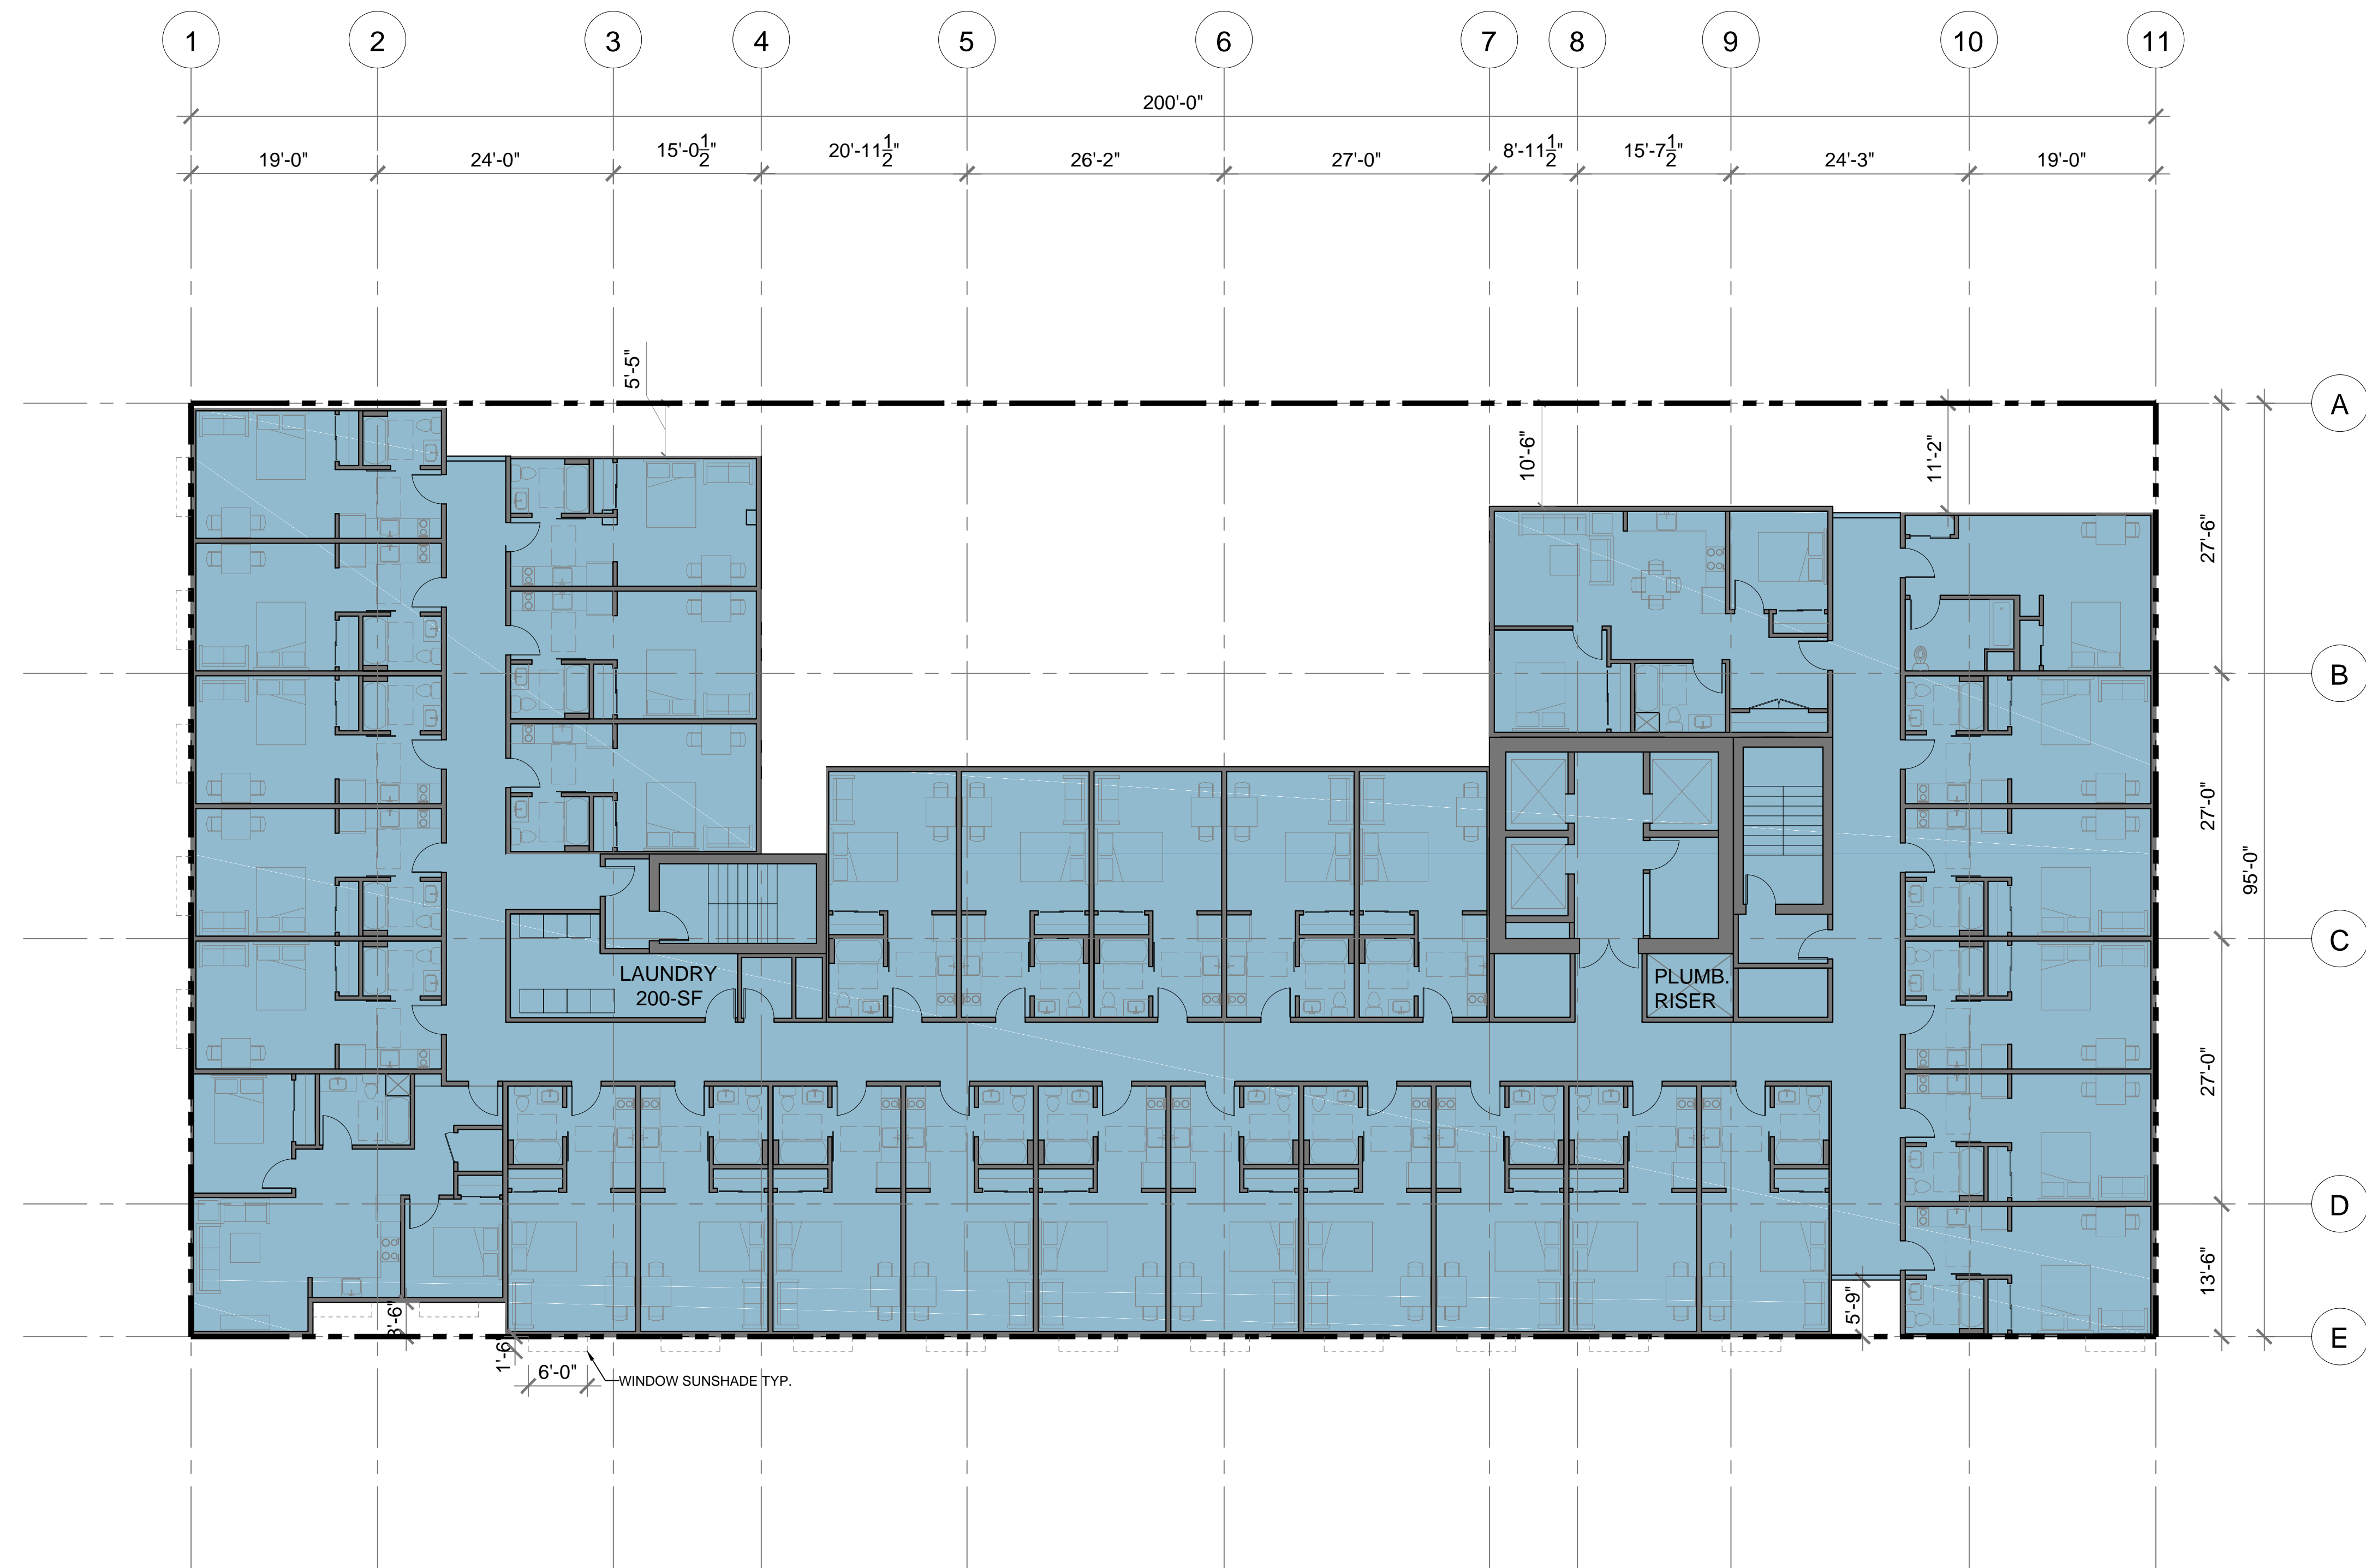 1 2 3 4 5 6 7 8 9 10 11
200'-0"
19'-0" 24'-0" 15'-0 1/2" 20'-11 1/2" 26'-2" 27'-0" 8'-11 1/2" 15'-7 1/2" 24'-3" 19'-0"
5'-5"
A
10'-6"
11'-2"
27'-6"
B
27'-0"
95'-0"
C
LAUNDRY
200-SF
PLUMB.
RISER
27'-0"
D
13'-6"
5'-9"
3'-6"
E
1'-6"
6'-0"
WINDOW SUNSHADE TYP.